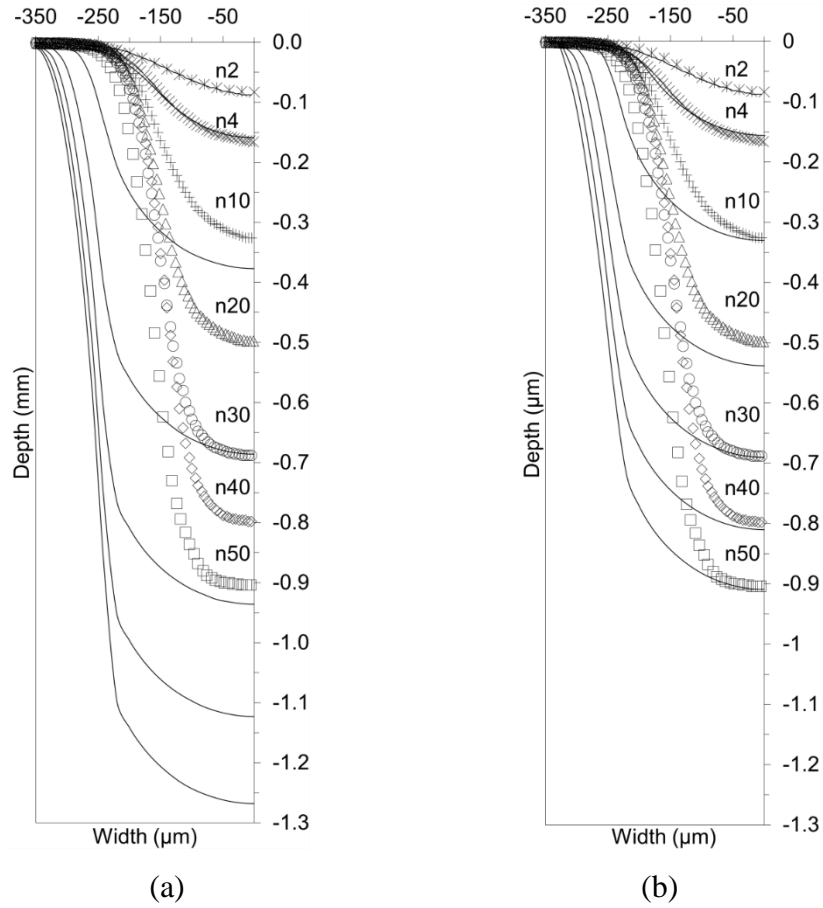 -350 -250 -150 -50
0.0
n2
-0.1
n4
-0.2
n10
-0.3
-0.4
n20
-0.5
-0.6
n30
-0.7
n40
-0.8
n50
-0.9
-1.0
-1.1
-1.2
-1.3
Depth (mm)
Width (µm)
(a)
-350 -250 -150 -50
0
n2
-0.1
n4
-0.2
n10
-0.3
-0.4
n20
-0.5
-0.6
n30
-0.7
n40
-0.8
n50
-0.9
-1
-1.1
-1.2
-1.3
Depth (µm)
Width (µm)
(b)